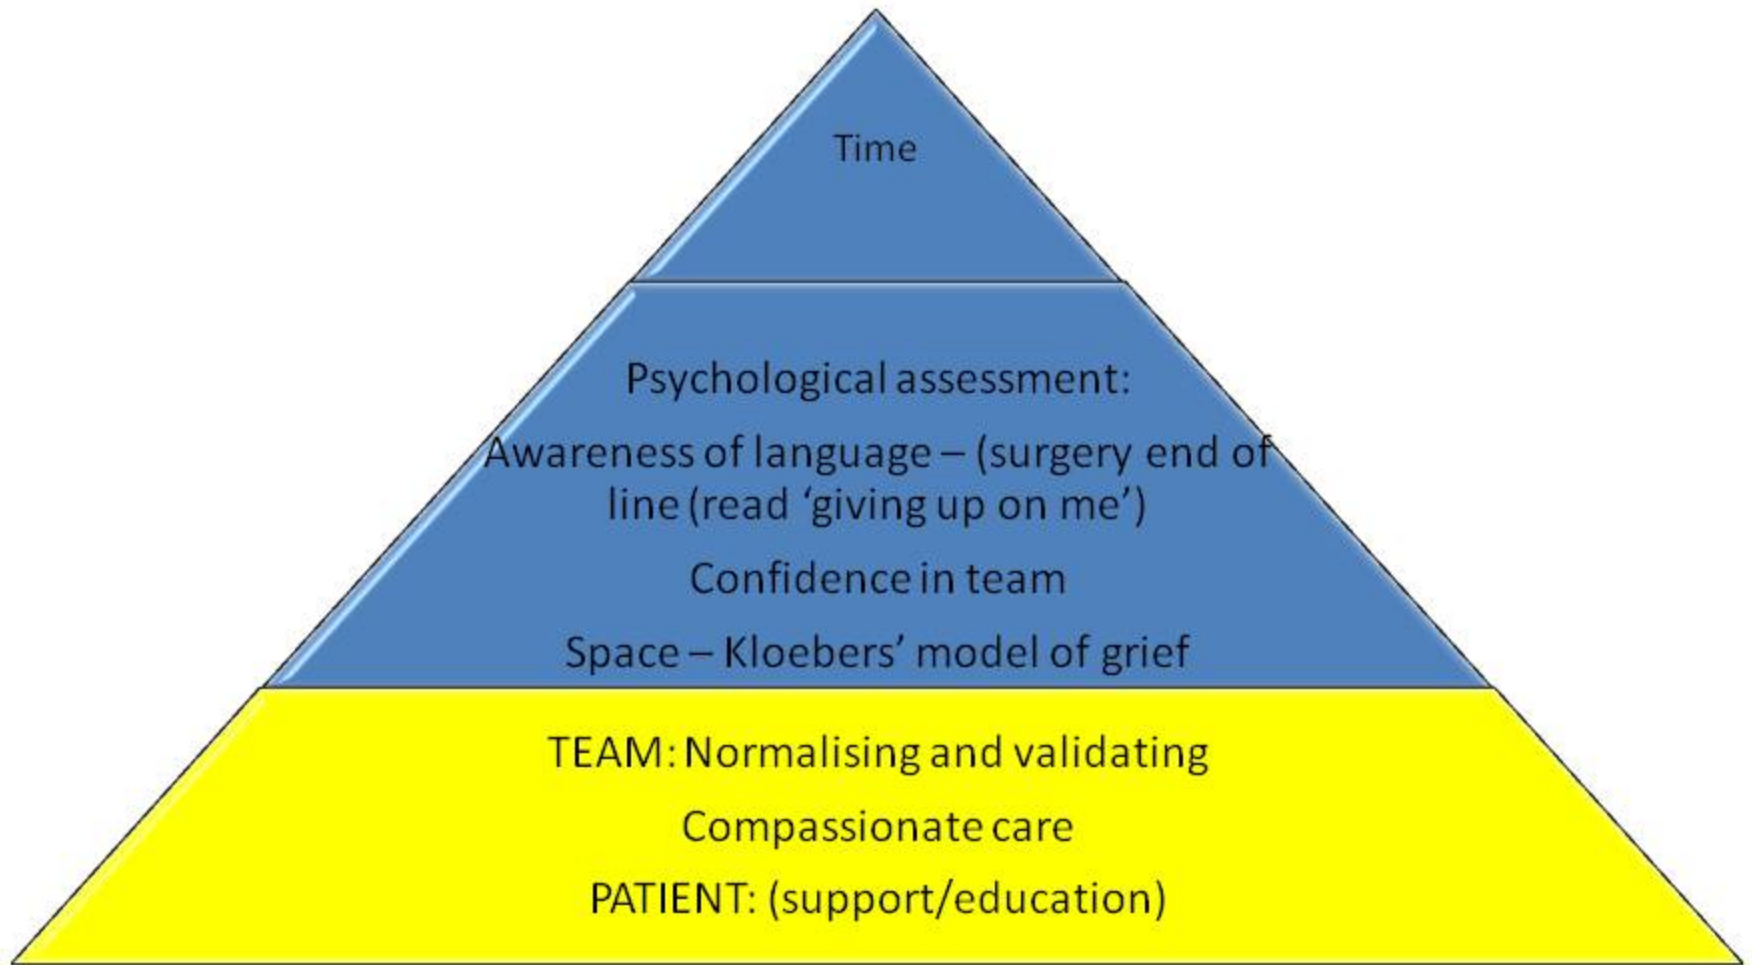 Time
Psychological assessment:
Awareness of language – (surgery end of
line (read ‘giving up on me’)
Confidence in team
Space – Kloebers’ model of grief
TEAM: Normalising and validating
Compassionate care
PATIENT: (support/education)